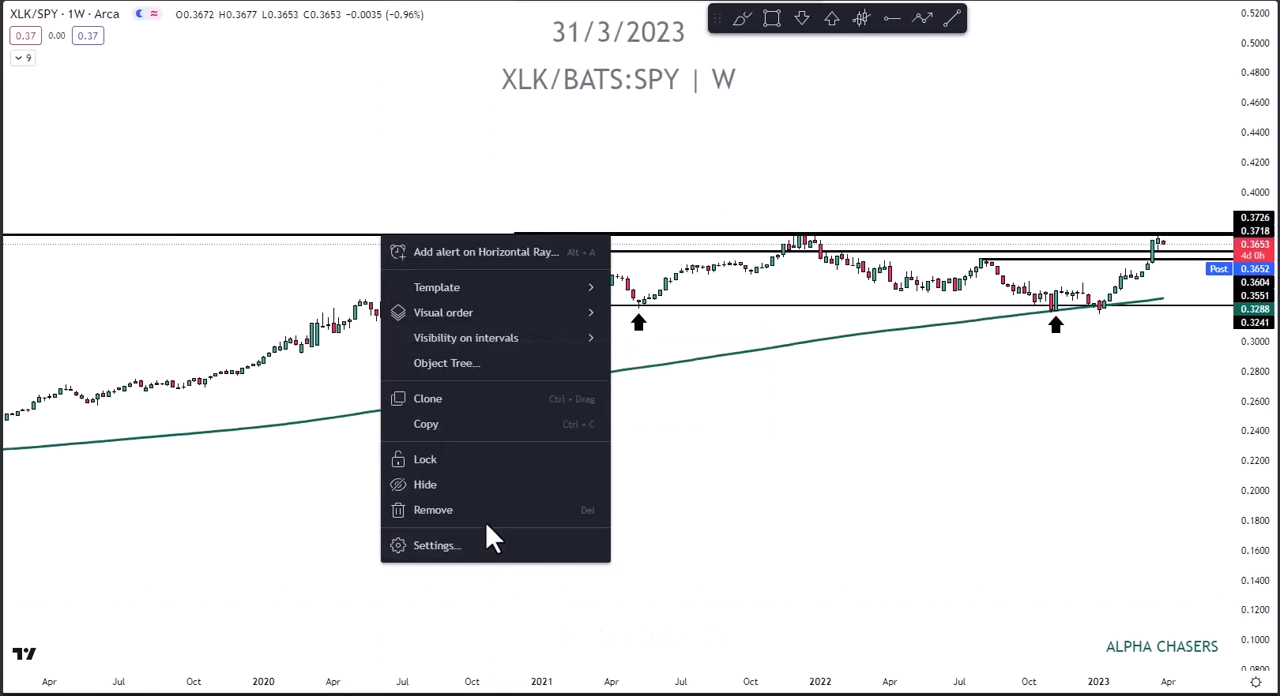 XLK/SPY · 1W · Arca
O0.3672 H0.3677 L0.3653 C0.3653 −0.0035 (−0.96%)
0.37 0.00 0.37
9
31/3/2023
XLK/BATS:SPY | W
Add alert on Horizontal Ray... Alt + A
Template
Visual order
Visibility on intervals
Object Tree...
Clone Ctrl + Drag
Copy Ctrl + C
Lock
Hide
Remove Del
Settings...
0.5200
0.5000
0.4800
0.4600
0.4400
0.4200
0.4000
0.3726
0.3718
0.3653
4d 0h
Post 0.3652
0.3604
0.3551
0.3288
0.3241
0.3000
0.2800
0.2600
0.2400
0.2200
0.2000
0.1800
0.1600
0.1400
0.1200
0.1000
0.0800
ALPHA CHASERS
Apr Jul Oct 2020 Apr Jul Oct 2021 Apr Jul Oct 2022 Apr Jul Oct 2023 Apr